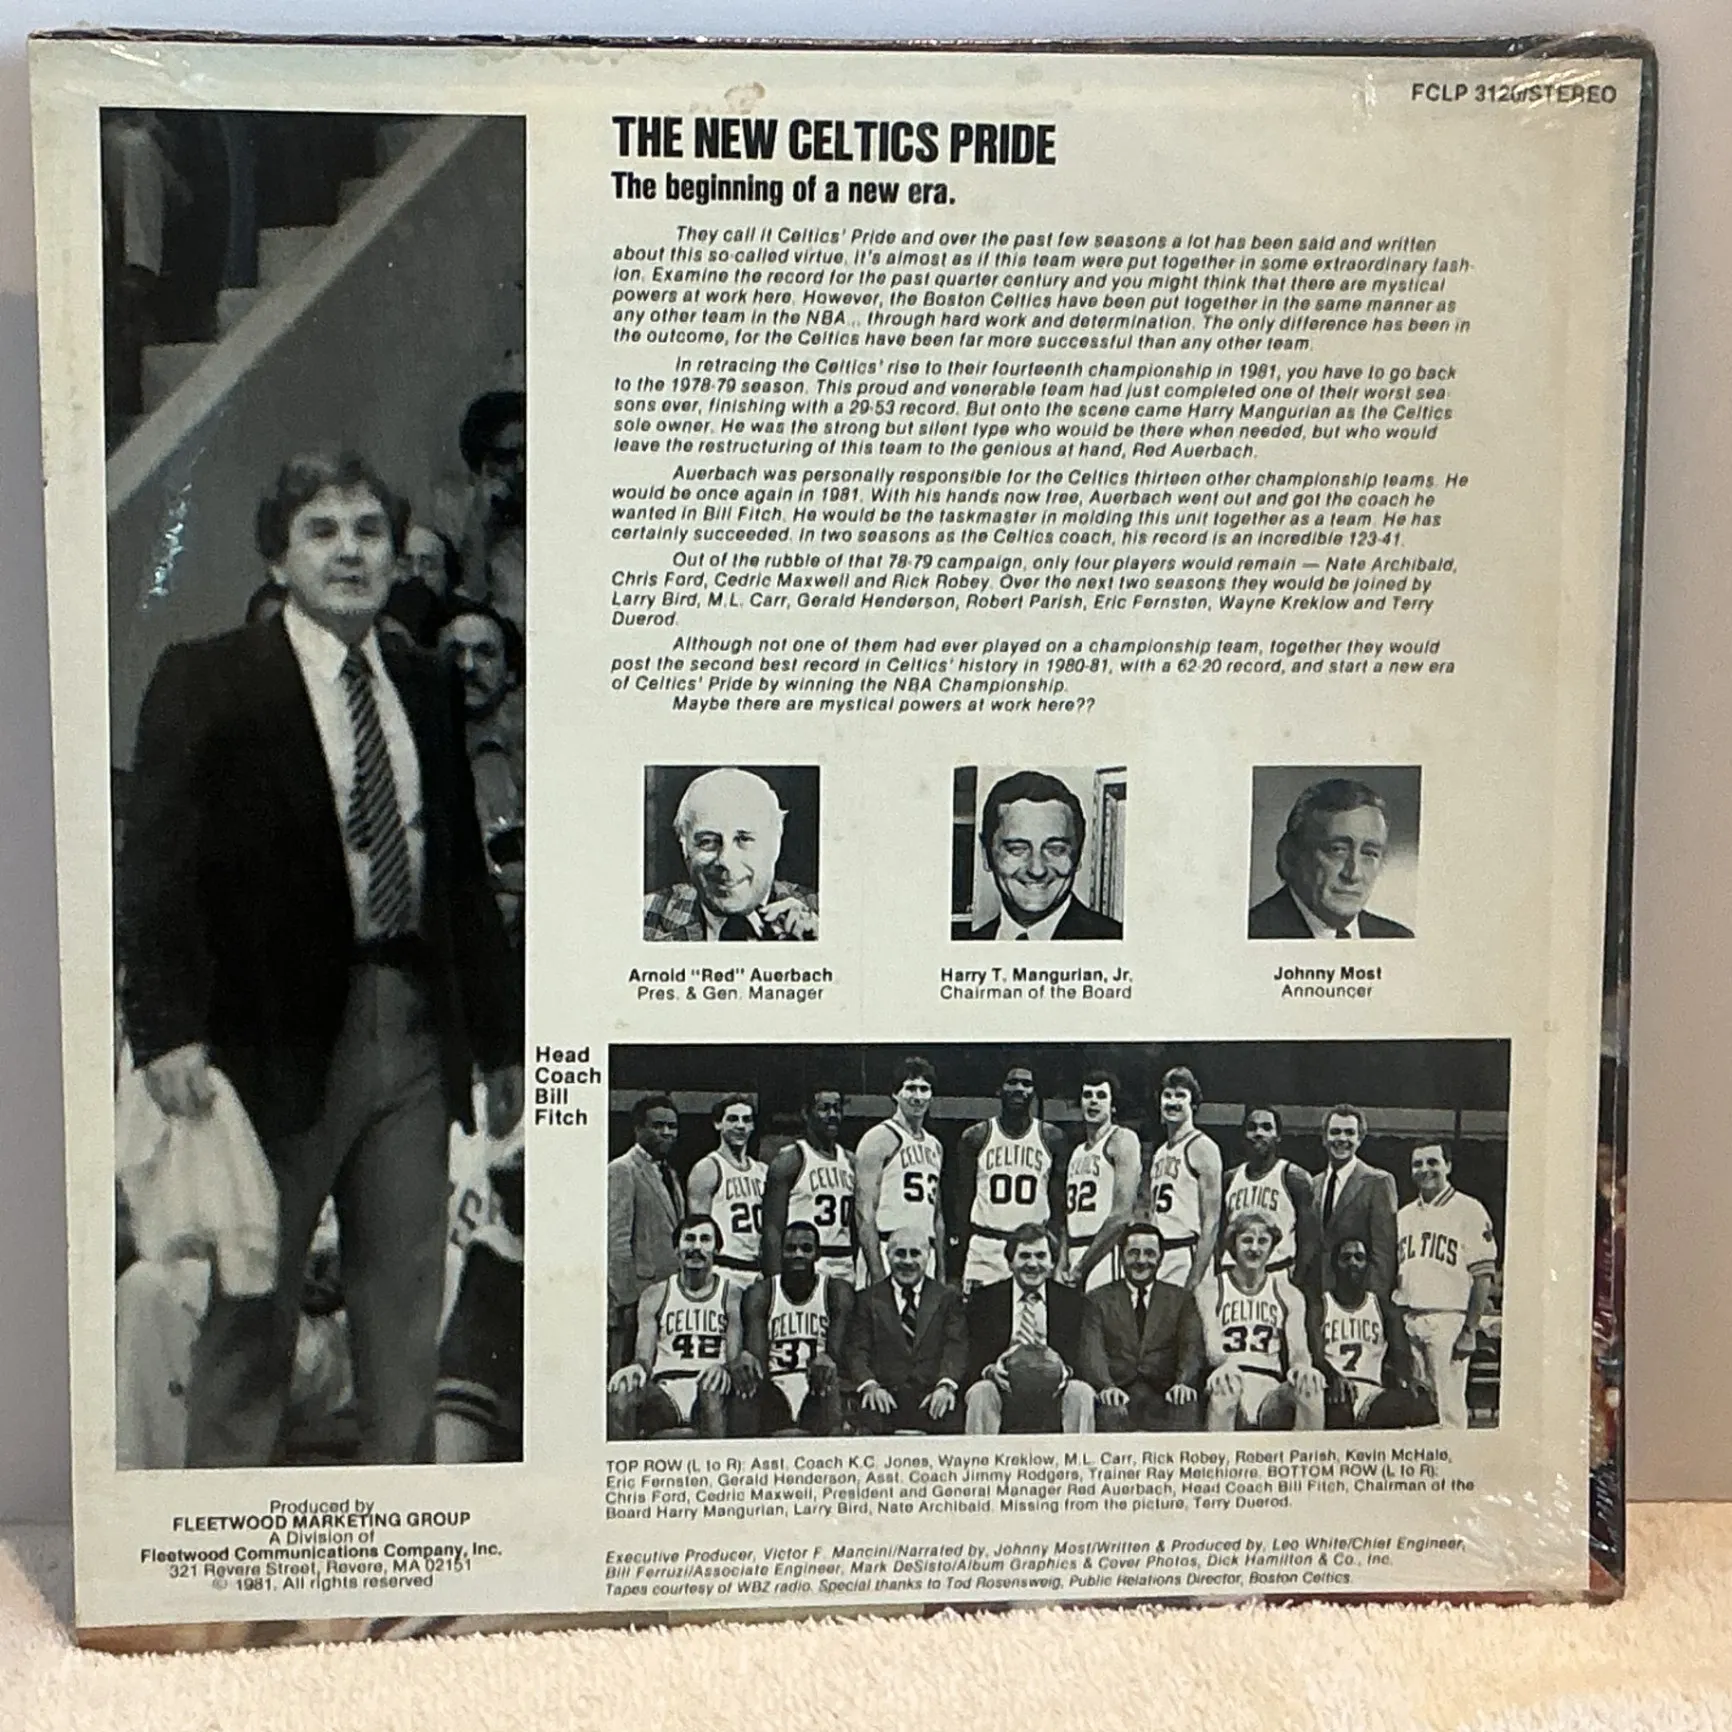 FCLP 3120/STEREO
THE NEW CELTICS PRIDE
The beginning of a new era.
They call it Celtics' Pride and over the past few seasons a lot has been said and written
about this so-called virtue. It's almost as if this team were put together in some extraordinary fash-
ion. Examine the record for the past quarter century and you might think that there are mystical
powers at work here. However, the Boston Celtics have been put together in the same manner as
any other team in the NBA... through hard work and determination. The only difference has been in
the outcome, for the Celtics have been far more successful than any other team.
In retracing the Celtics' rise to their fourteenth championship in 1981, you have to go back
to the 1978-79 season. This proud and venerable team had just completed one of their worst sea-
sons ever, finishing with a 29-53 record. But onto the scene came Harry Mangurian as the Celtics
sole owner. He was the strong but silent type who would be there when needed, but who would
leave the restructuring of this team to the genious at hand, Red Auerbach.
Auerbach was personally responsible for the Celtics thirteen other championship teams. He
would be once again in 1981. With his hands now free, Auerbach went out and got the coach he
wanted in Bill Fitch. He would be the taskmaster in molding this unit together as a team. He has
certainly succeeded. In two seasons as the Celtics coach, his record is an incredible 123-41.
Out of the rubble of that 78-79 campaign, only four players would remain — Nate Archibald,
Chris Ford, Cedric Maxwell and Rick Robey. Over the next two seasons they would be joined by
Larry Bird, M.L. Carr, Gerald Henderson, Robert Parish, Eric Fernsten, Wayne Kreklow and Terry
Duerod.
Although not one of them had ever played on a championship team, together they would
post the second best record in Celtics' history in 1980-81, with a 62-20 record, and start a new era
of Celtics' Pride by winning the NBA Championship.
Maybe there are mystical powers at work here??
Arnold "Red" Auerbach
Pres. & Gen. Manager
Harry T. Mangurian, Jr.
Chairman of the Board
Johnny Most
Announcer
Head
Coach
Bill
Fitch
CELTIC
20
CELTICS
30
CELTICS
53
CELTICS
00
CELTICS
32
CELTICS
15
CELTICS
CELTICS
CELTICS
42
CELTICS
31
CELTICS
33
CELTICS
7
TOP ROW (L to R): Asst. Coach K.C. Jones, Wayne Kreklow, M.L. Carr, Rick Robey, Robert Parish, Kevin McHale,
Eric Fernsten, Gerald Henderson, Asst. Coach Jimmy Rodgers, Trainer Ray Melchiorre. BOTTOM ROW (L to R):
Chris Ford, Cedric Maxwell, President and General Manager Red Auerbach, Head Coach Bill Fitch, Chairman of the
Board Harry Mangurian, Larry Bird, Nate Archibald. Missing from the picture, Terry Duerod.
Executive Producer, Victor F. Mancini/Narrated by, Johnny Most/Written & Produced by, Leo White/Chief Engineer,
Bill Ferruzi/Associate Engineer, Mark DeSisto/Album Graphics & Cover Photos, Dick Hamilton & Co., Inc.
Tapes courtesy of WBZ radio. Special thanks to Tod Rosensweig, Public Relations Director, Boston Celtics.
Produced by
FLEETWOOD MARKETING GROUP
A Division of
Fleetwood Communications Company, Inc.
321 Revere Street, Revere, MA 02151
© 1981. All rights reserved